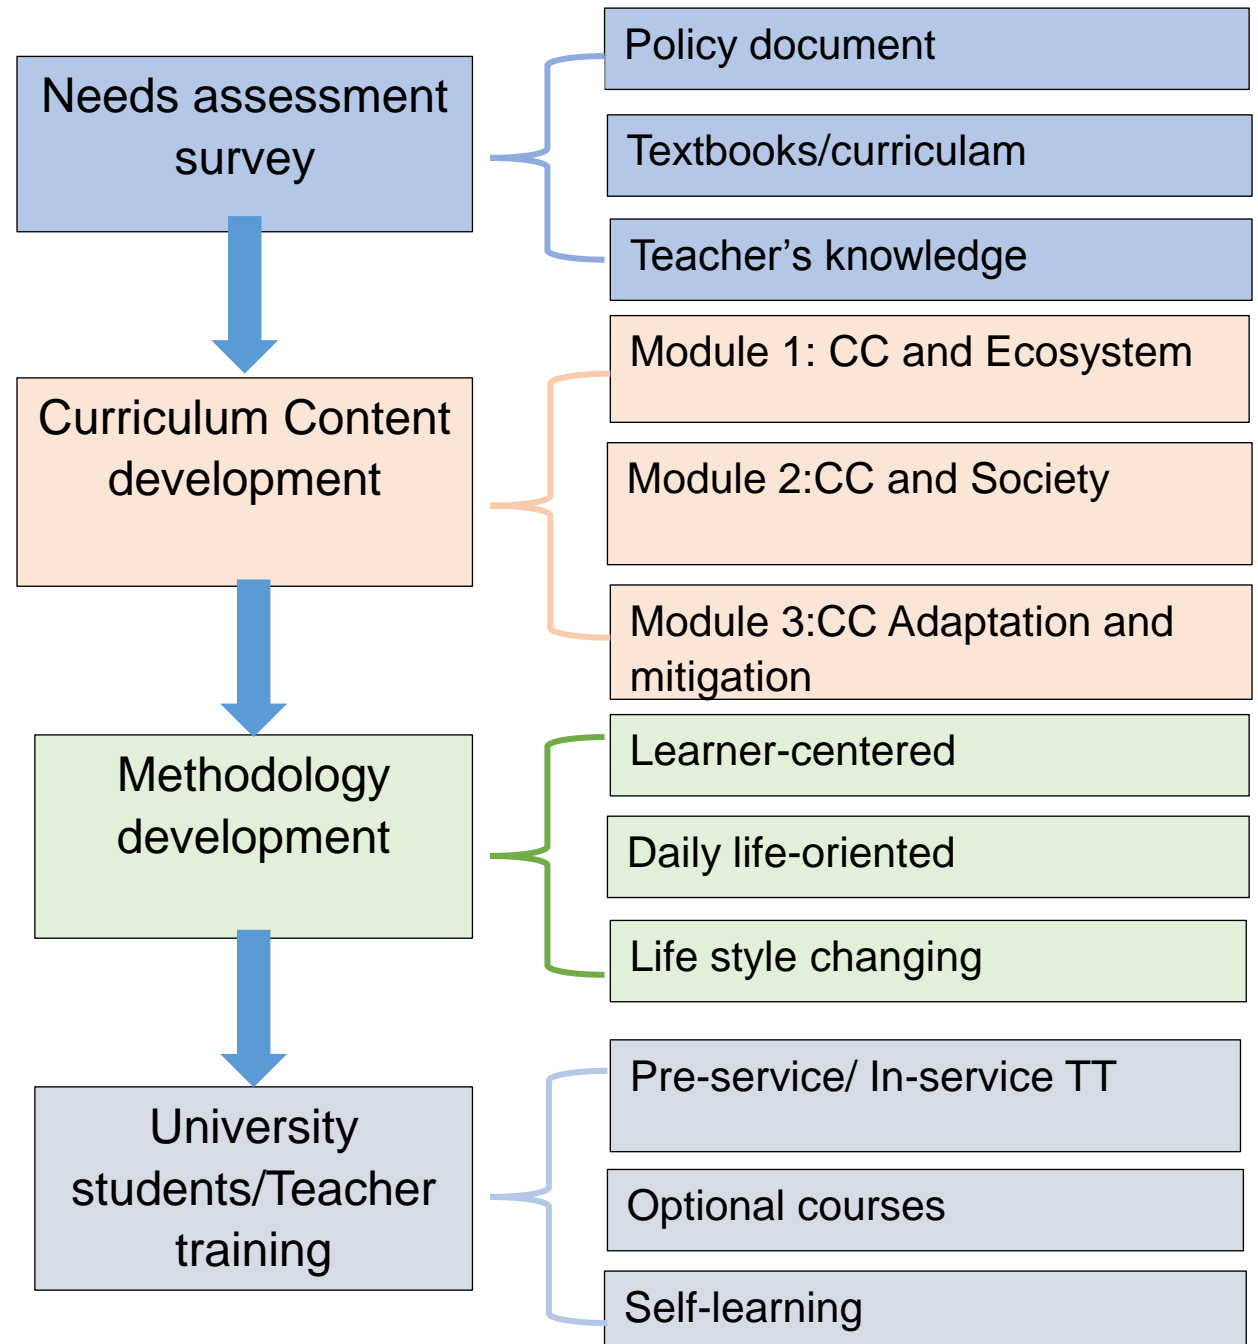 Needs assessment
survey
Policy document
Textbooks/curriculam
Teacher’s knowledge
Curriculum Content
development
Module 1: CC and Ecosystem
Module 2:CC and Society
Module 3:CC Adaptation and
mitigation
Methodology
development
Learner-centered
Daily life-oriented
Life style changing
University
students/Teacher
training
Pre-service/ In-service TT
Optional courses
Self-learning